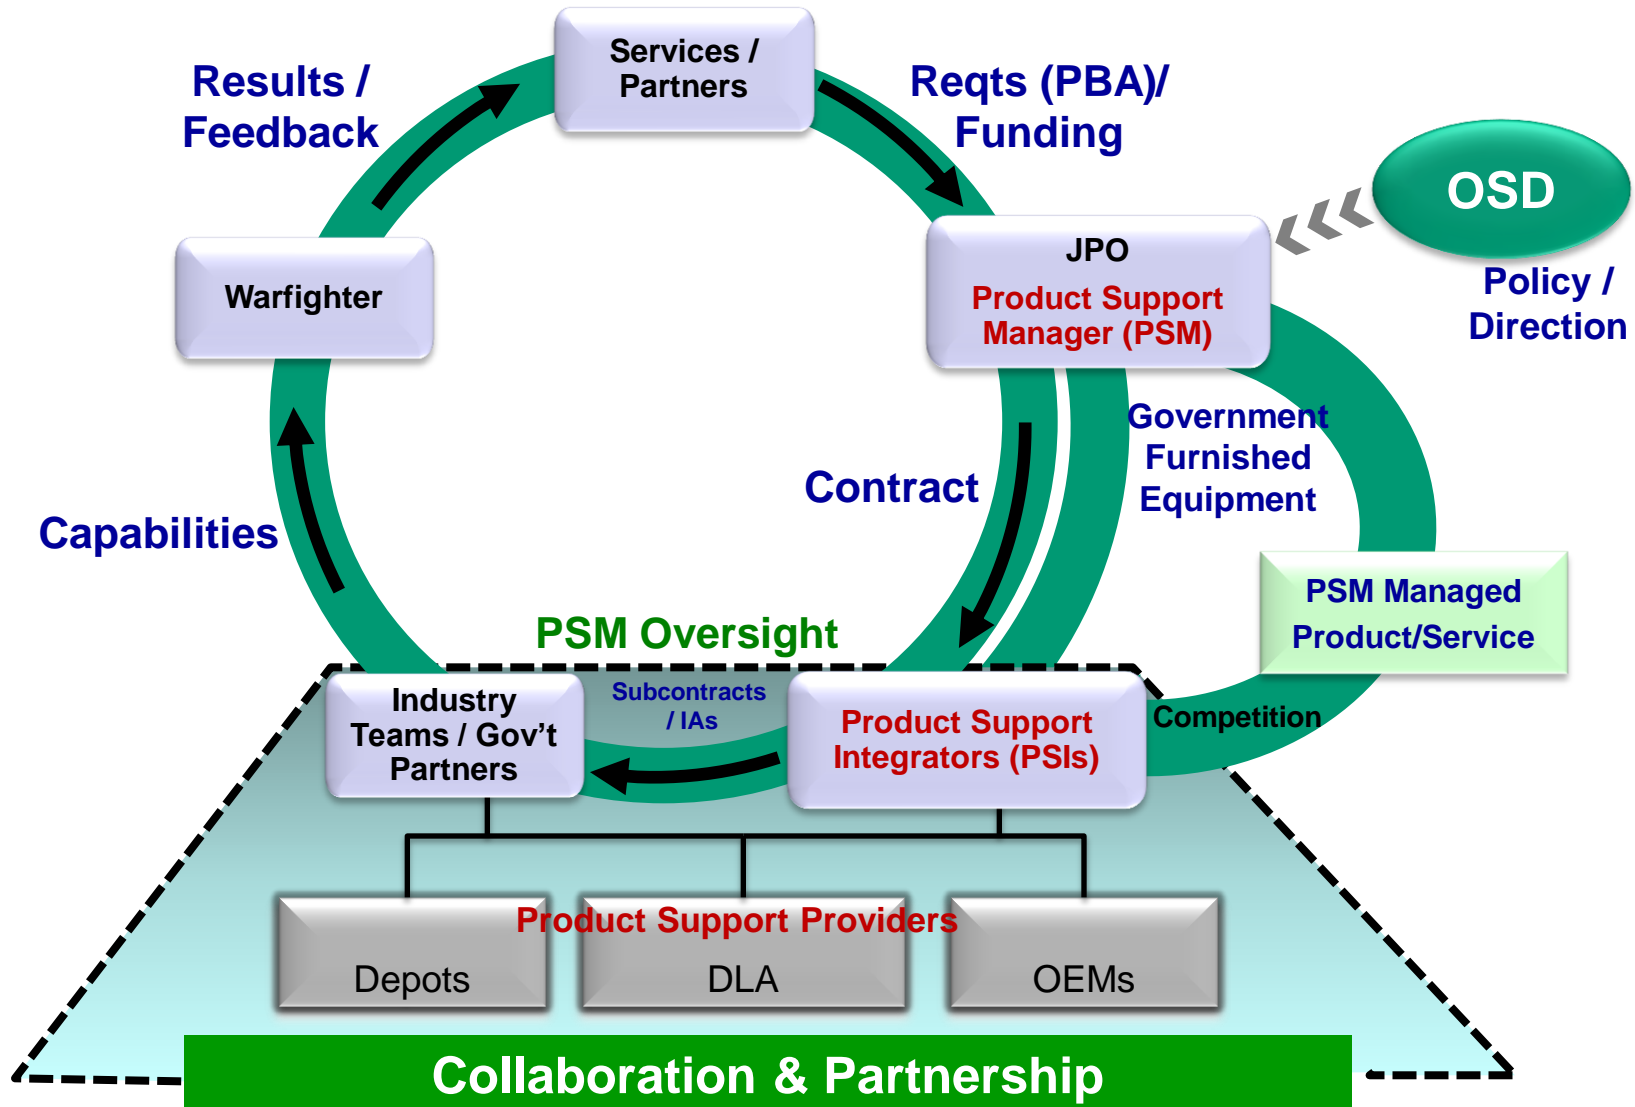 Services /
Partners
Results /
Feedback
Reqts (PBA)/
Funding
OSD
Policy /
Direction
Warfighter
JPO
Product Support
Manager (PSM)
Government
Furnished
Equipment
Contract
Capabilities
PSM Managed
Product/Service
PSM Oversight
Industry
Teams / Gov't
Partners
Subcontracts
/ IAs
Product Support
Integrators (PSIs)
Competition
Product Support Providers
Depots
DLA
OEMs
Collaboration & Partnership